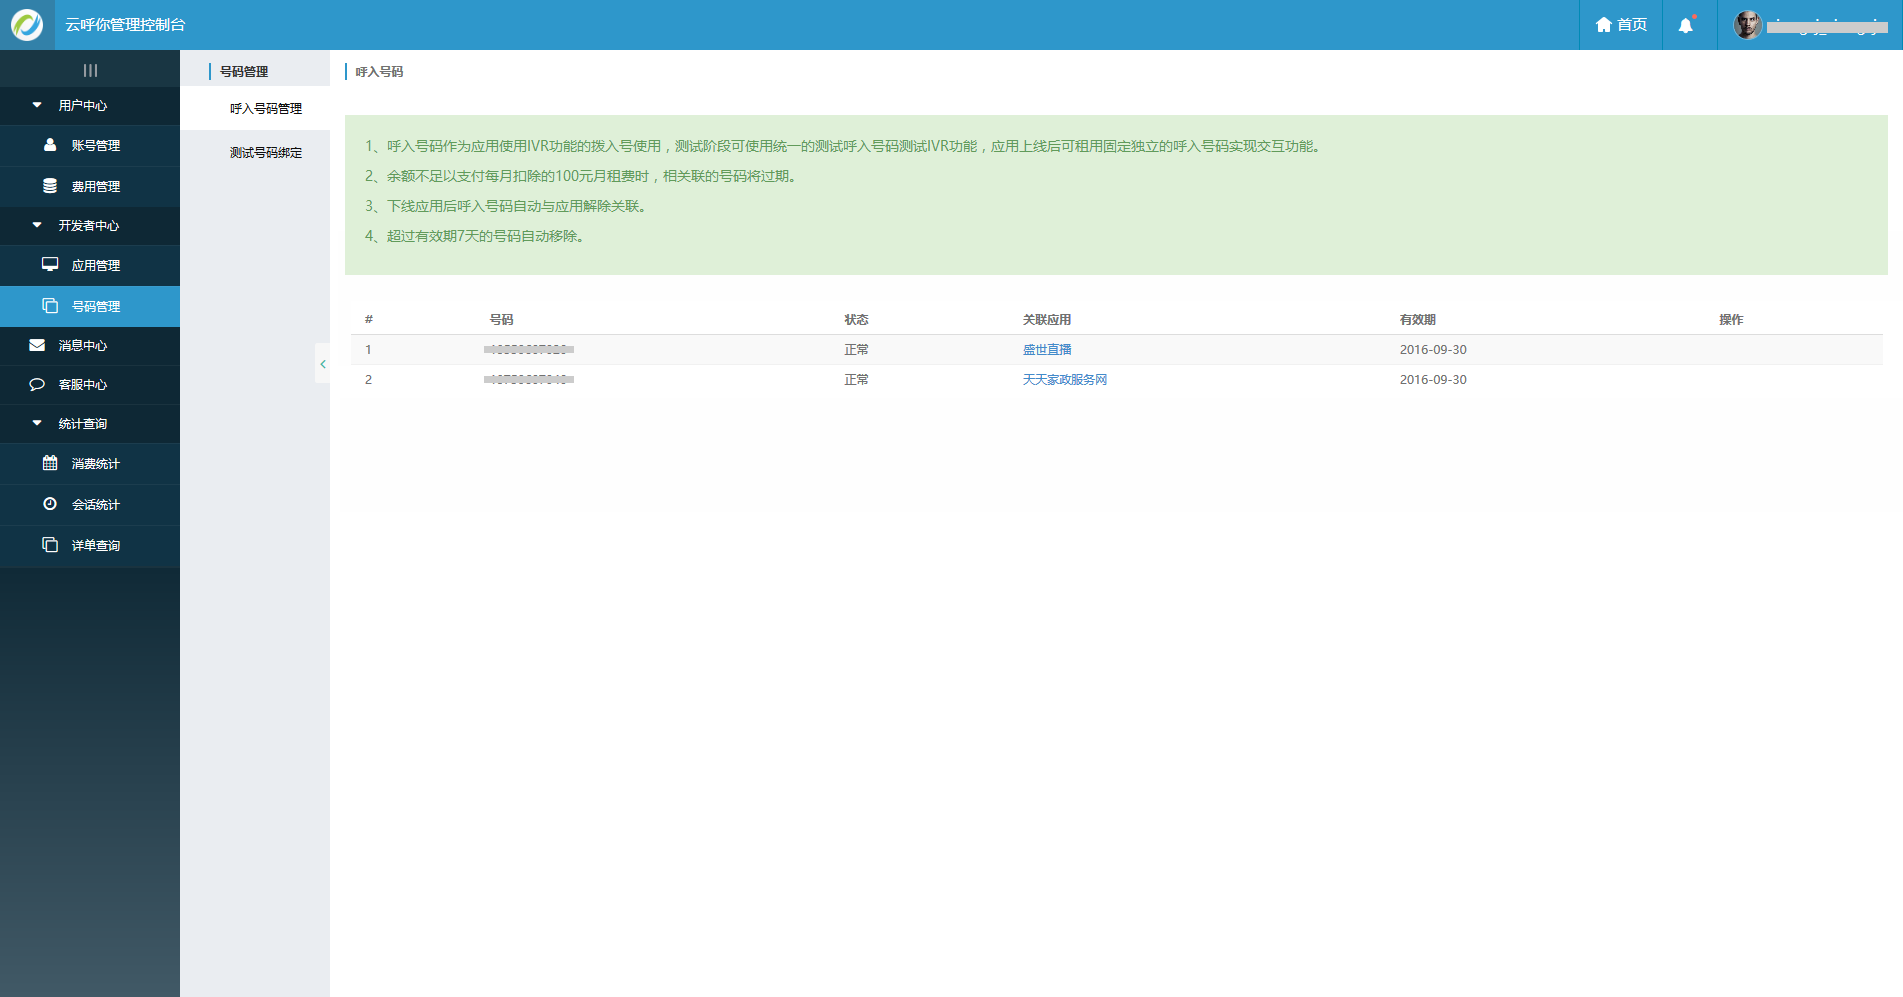 云呼你管理控制台
首页
用户中心
账号管理
费用管理
开发者中心
应用管理
号码管理
消息中心
客服中心
统计查询
消费统计
会话统计
详单查询
号码管理
呼入号码管理
测试号码绑定
呼入号码
1、呼入号码作为应用使用IVR功能的拨入号使用，测试阶段可使用统一的测试呼入号码测试IVR功能，应用上线后可租用固定独立的呼入号码实现交互功能。
2、余额不足以支付每月扣除的100元月租费时，相关联的号码将过期。
3、下线应用后呼入号码自动与应用解除关联。
4、超过有效期7天的号码自动移除。
# 号码 状态 关联应用 有效期 操作
1 正常 盛世直播 2016-09-30
2 正常 天天家政服务网 2016-09-30